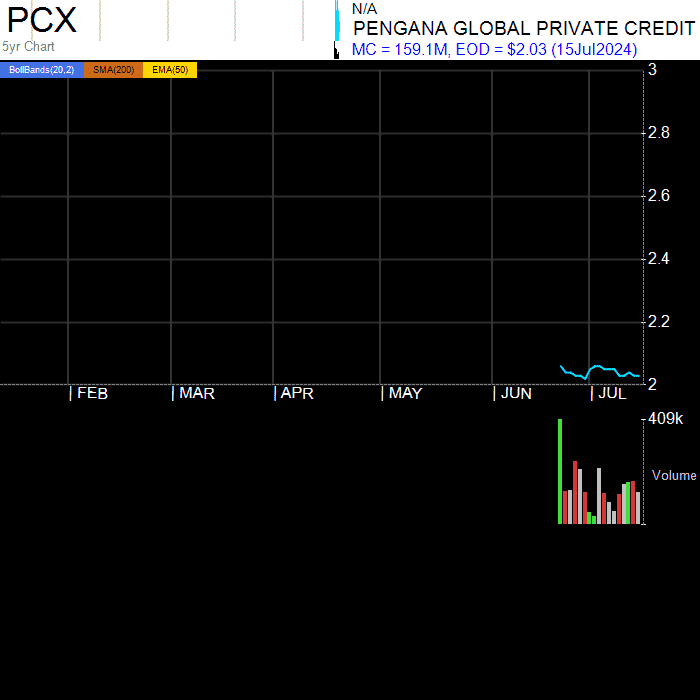 PCX
5yr Chart
N/A
PENGANA GLOBAL PRIVATE CREDIT
MC = 159.1M, EOD = $2.03 (15Jul2024)
BollBands(20,2) SMA(200) EMA(50)
3
2.8
2.6
2.4
2.2
2
| FEB | MAR | APR | MAY | JUN | JUL
409k
Volume